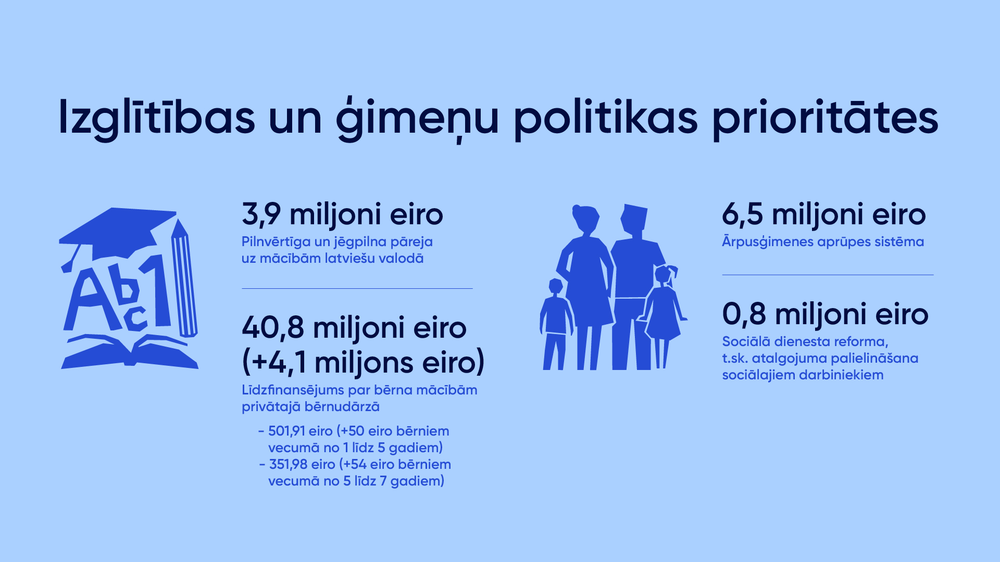 Izglītības un ģimeņu politikas prioritātes
3,9 miljoni eiro
Pilnvērtīga un jēgpilna pāreja
uz mācībām latviešu valodā
40,8 miljoni eiro
(+4,1 miljons eiro)
Līdzfinansējums par bērna mācībām
privātajā bērnudārzā
- 501,91 eiro (+50 eiro bērniem
vecumā no 1 līdz 5 gadiem)
- 351,98 eiro (+54 eiro bērniem
vecumā no 5 līdz 7 gadiem)
6,5 miljoni eiro
Ārpusģimenes aprūpes sistēma
0,8 miljoni eiro
Sociālā dienesta reforma,
t.sk. atalgojuma palielināšana
sociālajiem darbiniekiem
Abc1